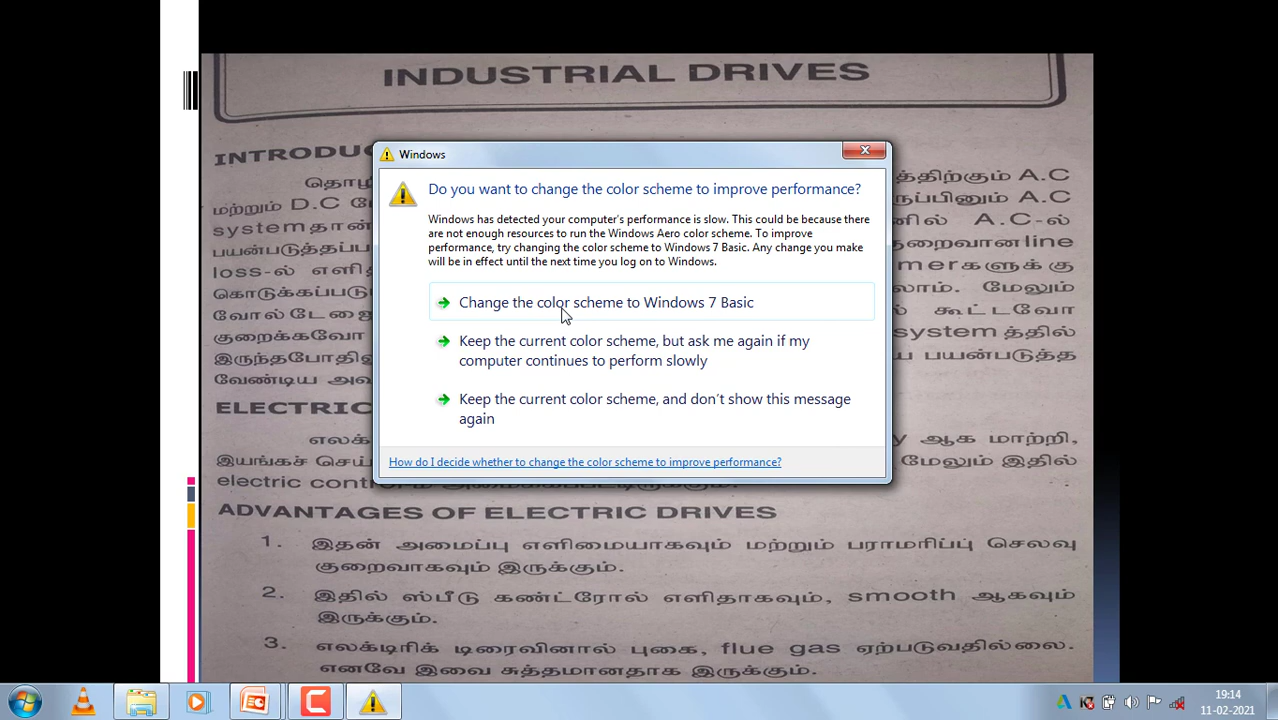 INDUSTRIAL DRIVES
INTRODUC
தொழி த்திற்கும் A.C
மற்றும் D.C ருப்பினும் A.C
system தான னில் A.C-ல்
பயன்படுத்தப்ப குறைவான line
loss-ல் எளி merகளுக்கு
கொடுக்கப்படு லாம். மேலும்
வோல்டேஜை கூட்டவோ
குறைக்கவோ system த்தில்
இருந்தபோதி பயன்படுத்த
வேண்டிய அவ
Windows
Do you want to change the color scheme to improve performance?
Windows has detected your computer's performance is slow. This could be because there
are not enough resources to run the Windows Aero color scheme. To improve
performance, try changing the color scheme to Windows 7 Basic. Any change you make
will be in effect until the next time you log on to Windows.
Change the color scheme to Windows 7 Basic
Keep the current color scheme, but ask me again if my
computer continues to perform slowly
Keep the current color scheme, and don't show this message
again
How do I decide whether to change the color scheme to improve performance?
ELECTRIC
எலக் y ஆக மாற்றி,
இயங்கச் செய் மேலும் இதில்
electric cont
ADVANTAGES OF ELECTRIC DRIVES
1. இதன் அமைப்பு எளிமையாகவும் மற்றும் பராமரிப்பு செலவு
குறைவாகவும் இருக்கும்.
2. இதில் ஸ்பீடு கண்ட்ரோல் எளிதாகவும், smooth ஆகவும்
இருக்கும்.
3. எலக்டிரிக் டிரைவினால் புகை, flue gas ஏற்படுவதில்லை.
எனவே இவை சுத்தமானதாக இருக்கும்.
19:14
11-02-2021